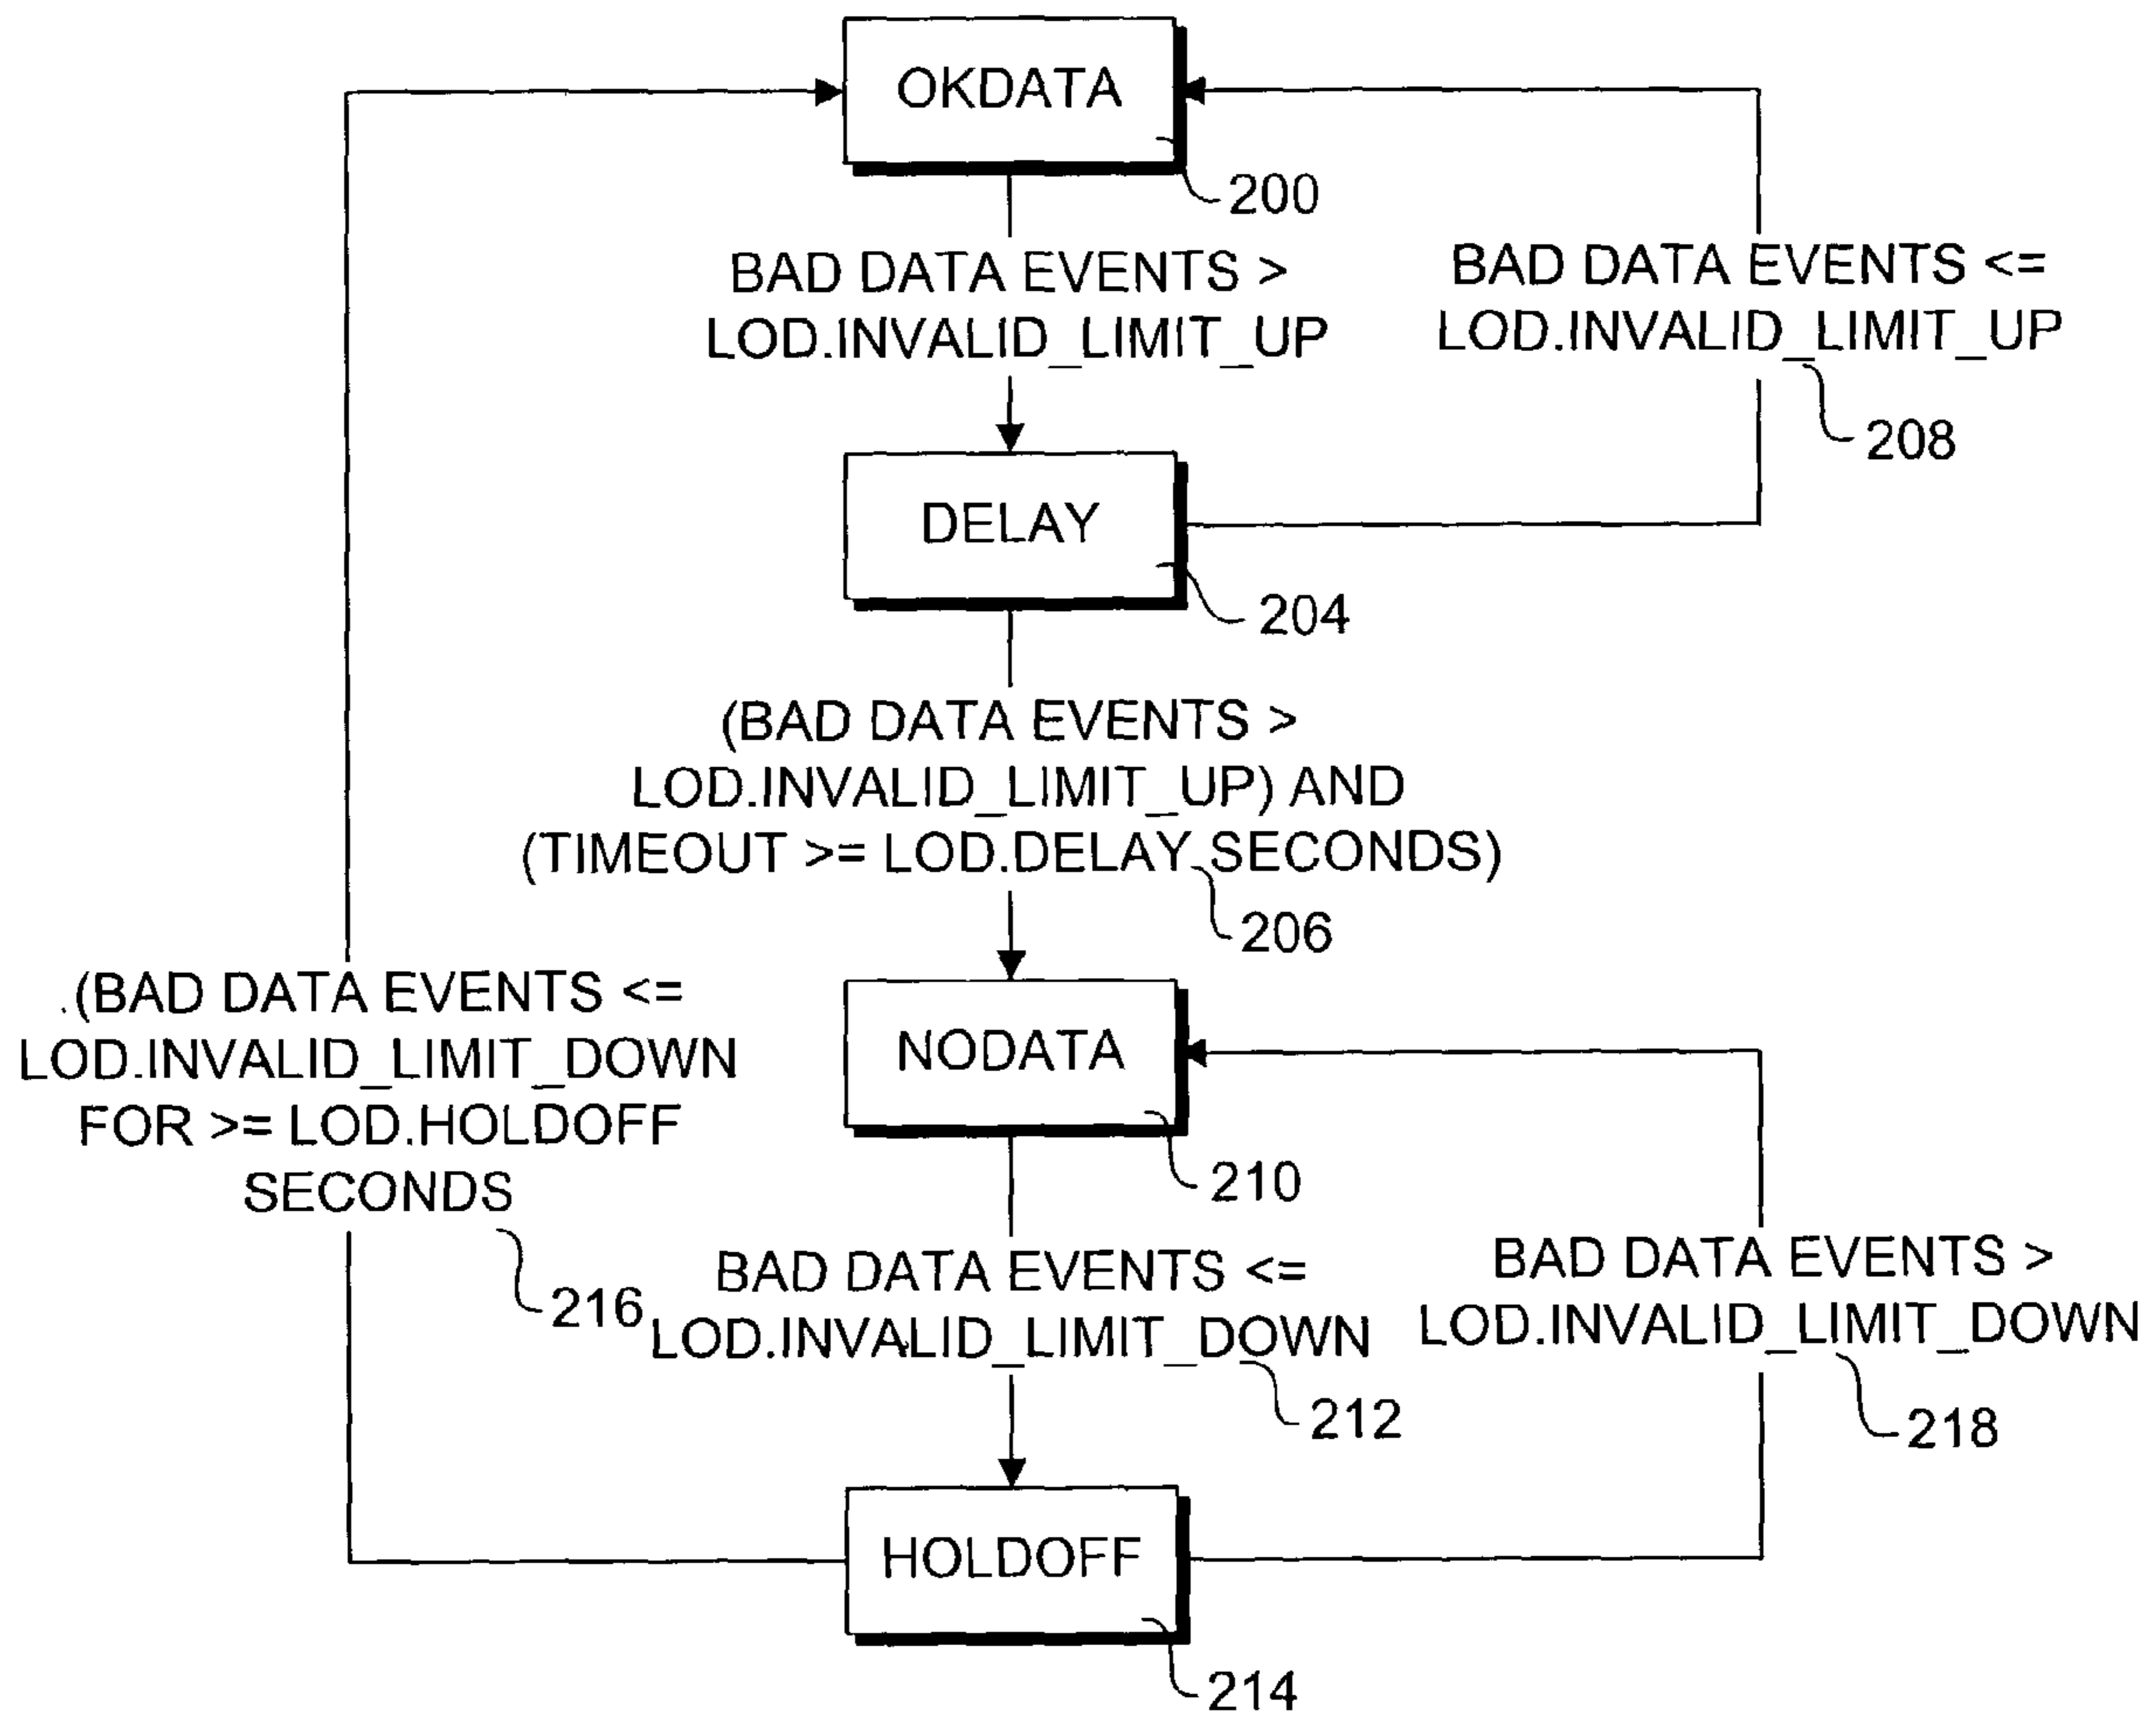 OKDATA
200
BAD DATA EVENTS >
LOD.INVALID_LIMIT_UP
BAD DATA EVENTS <=
LOD.INVALID_LIMIT_UP
208
DELAY
204
(BAD DATA EVENTS >
LOD.INVALID_LIMIT_UP) AND
(TIMEOUT >= LOD.DELAY SECONDS)
206
(BAD DATA EVENTS <=
LOD.INVALID_LIMIT_DOWN
FOR >= LOD.HOLDOFF
SECONDS
216
NODATA
210
BAD DATA EVENTS <=
LOD.INVALID_LIMIT_DOWN
212
BAD DATA EVENTS >
LOD.INVALID_LIMIT_DOWN
218
HOLDOFF
214